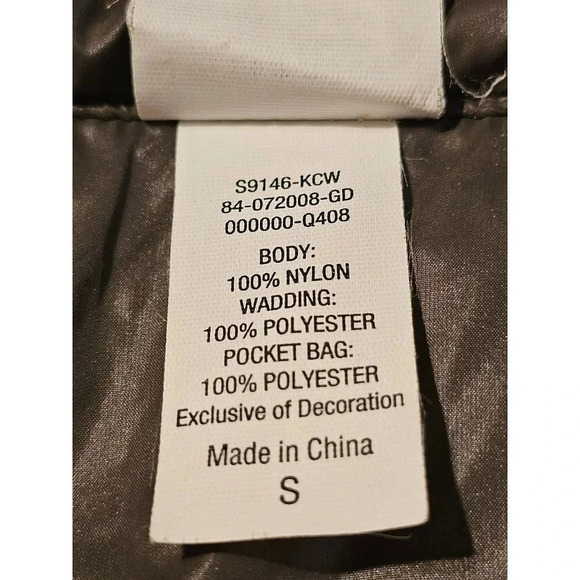 S9146-KCW
84-072008-GD
000000-Q408
BODY:
100% NYLON
WADDING:
100% POLYESTER
POCKET BAG:
100% POLYESTER
Exclusive of Decoration
Made in China
S